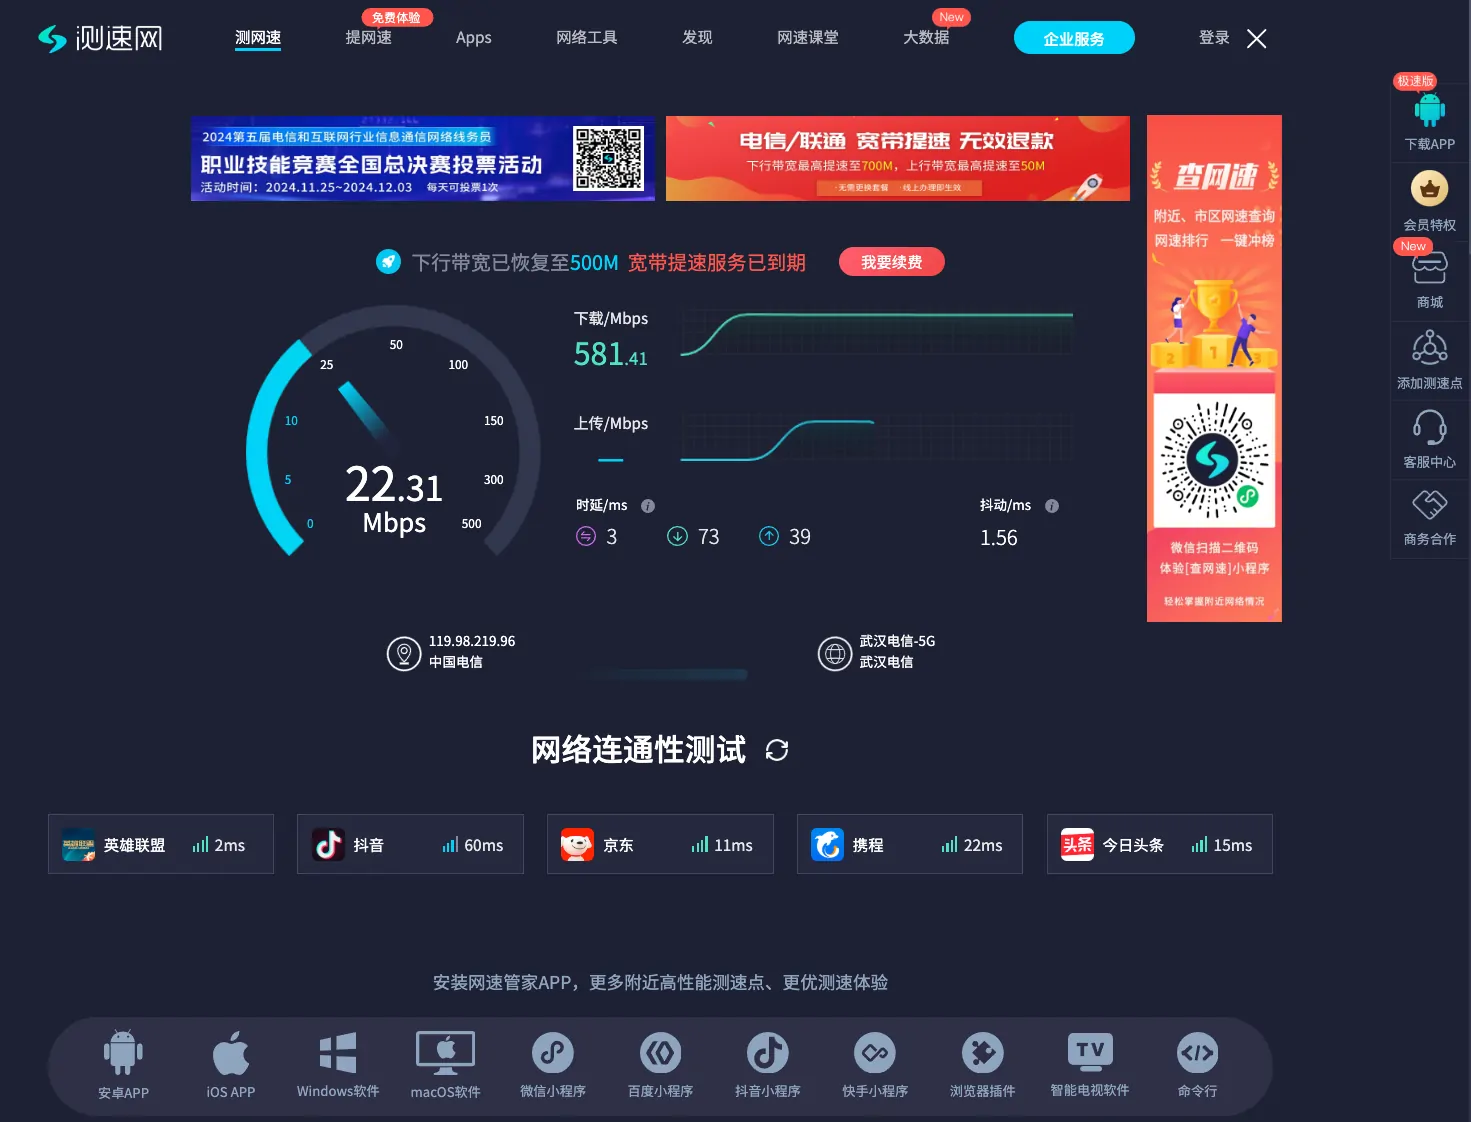 测速网
测网速
免费体验
提网速
Apps
网络工具
发现
网速课堂
New
大数据
企业服务
登录
2024第五届电信和互联网行业信息通信网络线务员
职业技能竞赛全国总决赛投票活动
活动时间：2024.11.25~2024.12.03 每天可投票1次
电信/联通 宽带提速 无效退款
下行带宽最高提速至700M，上行带宽最高提速至50M
·无需更换套餐 ·线上办理即生效
查网速
附近、市区网速查询
网速排行 一键冲榜
2 1 3
微信扫描二维码
体验[查网速]小程序
轻松掌握附近网络情况
极速版
下载APP
会员特权
New
商城
添加测速点
客服中心
商务合作
下行带宽已恢复至500M 宽带提速服务已到期
我要续费
0
5
10
25
50
100
150
300
500
22.31
Mbps
下载/Mbps
581.41
上传/Mbps
时延/ms
3
73
39
抖动/ms
1.56
119.98.219.96
中国电信
武汉电信-5G
武汉电信
网络连通性测试
英雄联盟
英雄联盟 2ms
抖音 60ms
京东 11ms
携程 22ms
头条
今日头条 15ms
安装网速管家APP，更多附近高性能测速点、更优测速体验
安卓APP
iOS APP
Windows软件
macOS软件
微信小程序
百度小程序
抖音小程序
快手小程序
浏览器插件
TV
智能电视软件
命令行